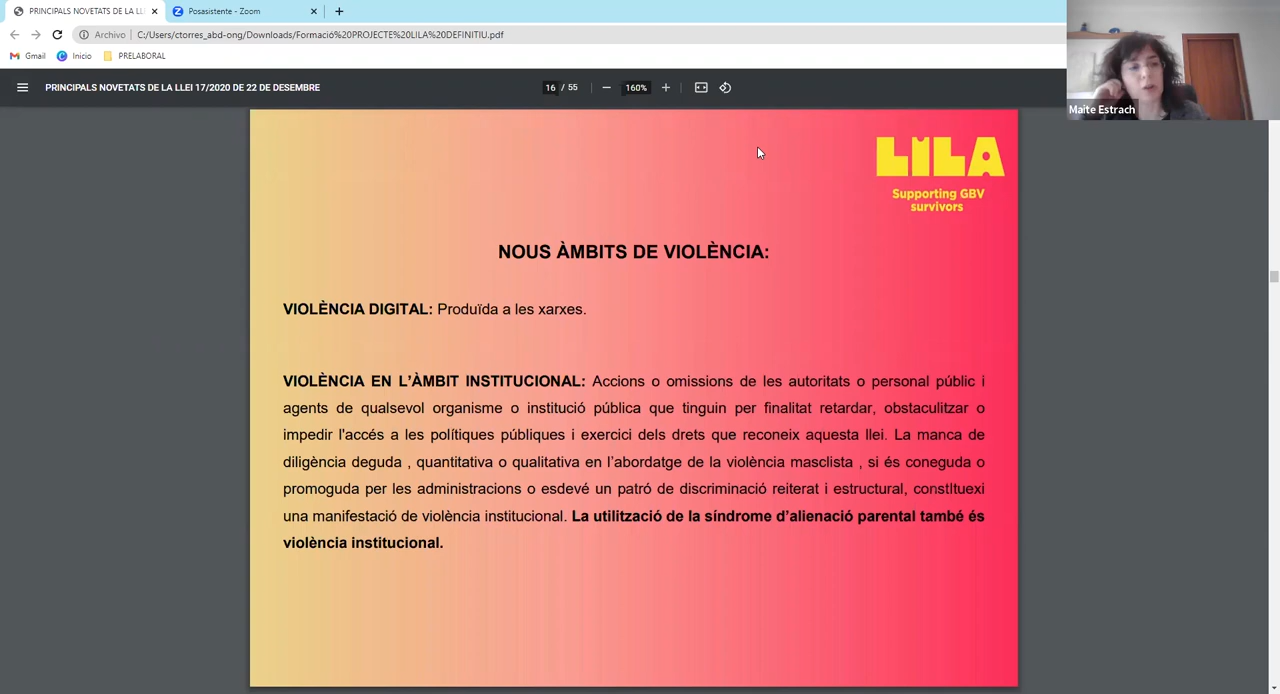 PRINCIPALS NOVETATS DE LA LLEI
Posasistente - Zoom
Archivo
C:/Users/ctorres_abd-ong/Downloads/Formació%20PROJECTE%20LILA%20DEFINITIU.pdf
Gmail
Inicio
PRELABORAL
PRINCIPALS NOVETATS DE LA LLEI 17/2020 DE 22 DE DESEMBRE
16 / 55
160%
Maite Estrach
LILA
Supporting GBV
survivors
NOUS ÀMBITS DE VIOLÈNCIA:
VIOLÈNCIA DIGITAL: Produïda a les xarxes.
VIOLÈNCIA EN L’ÀMBIT INSTITUCIONAL: Accions o omissions de les autoritats o personal públic i
agents de qualsevol organisme o institució pública que tinguin per finalitat retardar, obstaculitzar o
impedir l'accés a les polítiques públiques i exercici dels drets que reconeix aquesta llei. La manca de
diligència deguda , quantitativa o qualitativa en l’abordatge de la violència masclista , si és coneguda o
promoguda per les administracions o esdevé un patró de discriminació reiterat i estructural, constItuexi
una manifestació de violència institucional. La utilització de la síndrome d’alienació parental també és
violència institucional.